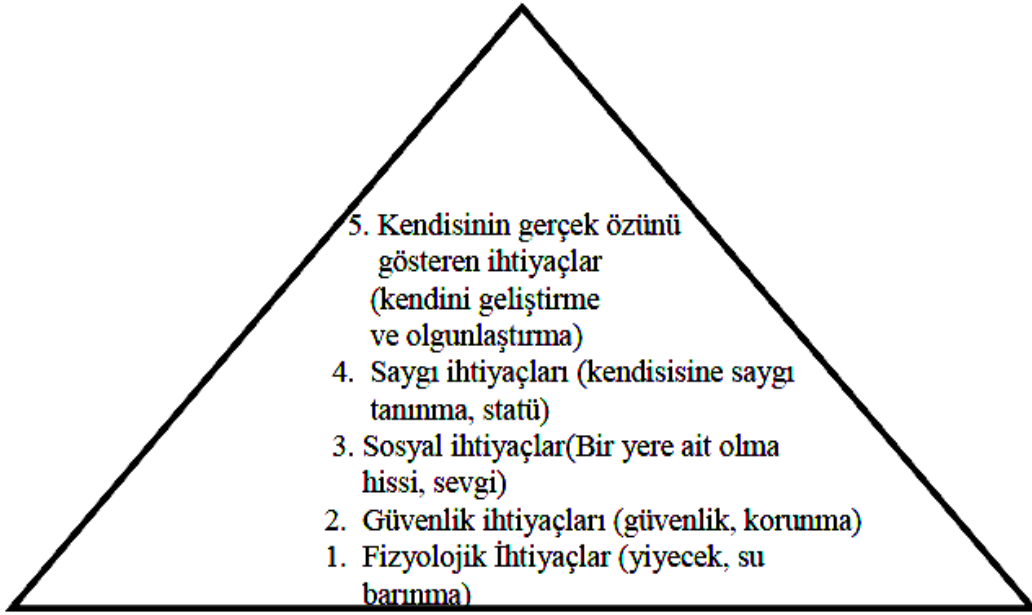 5. Kendisinin gerçek özünü
gösteren ihtiyaçlar
(kendini geliştirme
ve olgunlaştırma)
4. Saygı ihtiyaçları (kendisisine saygı
tanınma, statü)
3. Sosyal ihtiyaçlar(Bir yere ait olma
hissi, sevgi)
2. Güvenlik ihtiyaçları (güvenlik, korunma)
1. Fizyolojik İhtiyaçlar (yiyecek, su
barınma)